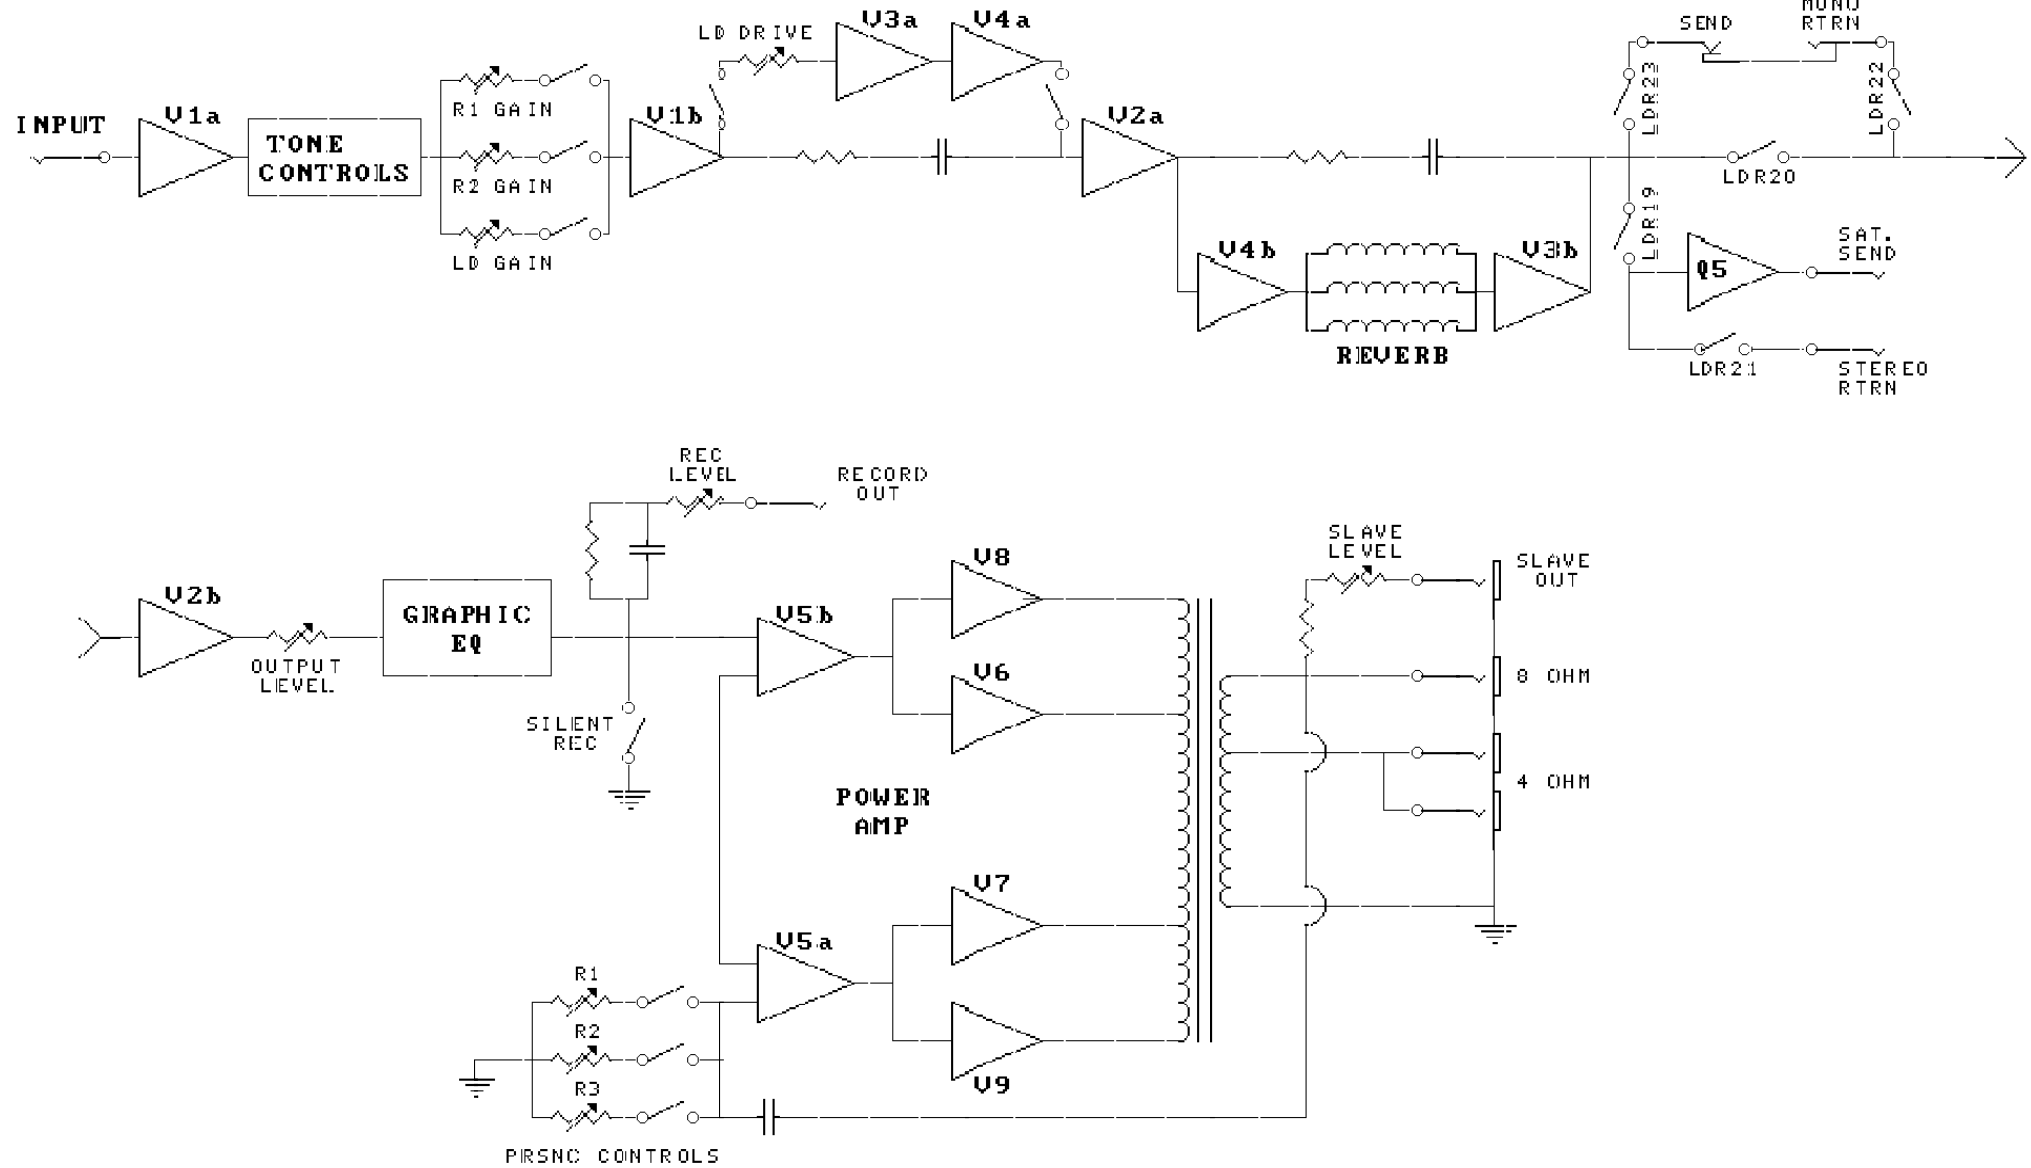 INPUT
V1a
TONE
CONTROLS
R1 GAIN
R2 GAIN
LD GAIN
V1b
LD DRIVE
V3a
V4a
V2a
V4b
REVERB
V3b
SEND
MONO
RTRN
LDR23
LDR22
LDR20
LDR19
Q5
SAT.
SEND
LDR21
STEREO
RTRN
V2b
OUTPUT
LEVEL
GRAPHIC
EQ
REC
LEVEL
RECORD
OUT
SILENT
REC
V5b
V8
V6
POWER
AMP
V5a
V7
V9
R1
R2
R3
PRSNC CONTROLS
SLAVE
LEVEL
SLAVE
OUT
8 OHM
4 OHM